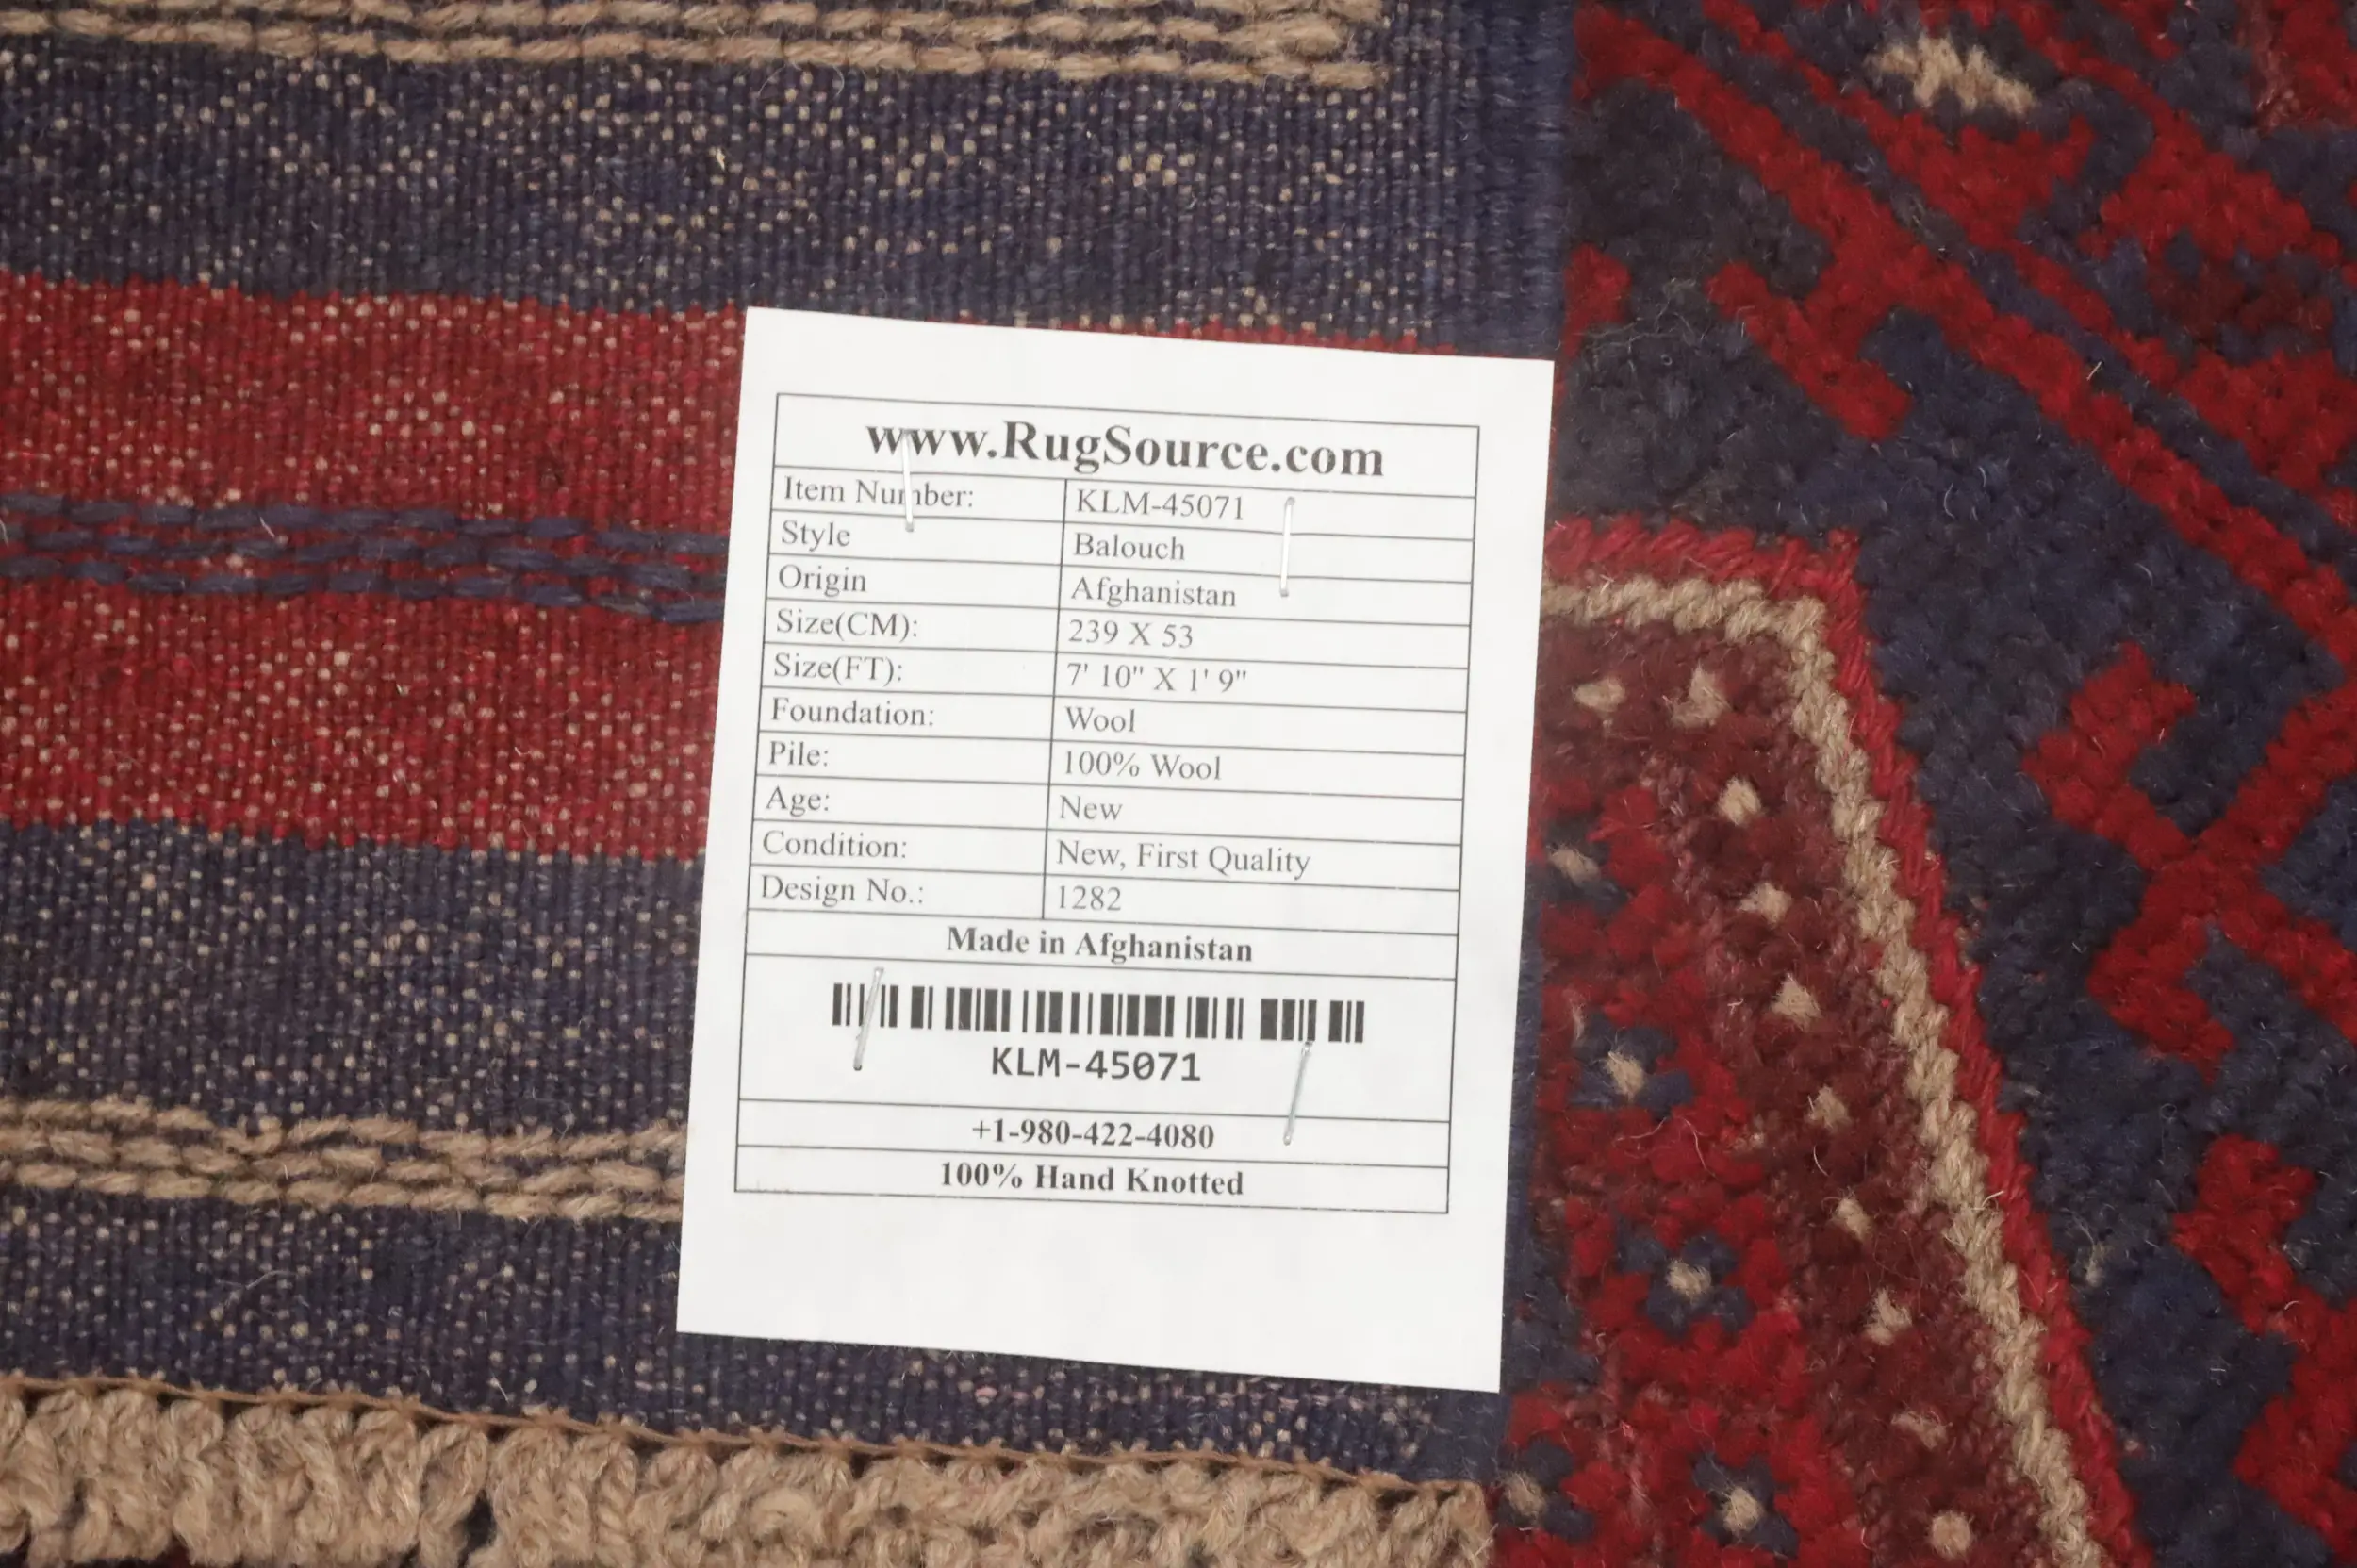 www.RugSource.com
Item Number: KLM-45071
Style Balouch
Origin Afghanistan
Size(CM): 239 X 53
Size(FT): 7' 10" X 1' 9"
Foundation: Wool
Pile: 100% Wool
Age: New
Condition: New, First Quality
Design No.: 1282
Made in Afghanistan
KLM-45071
+1-980-422-4080
100% Hand Knotted